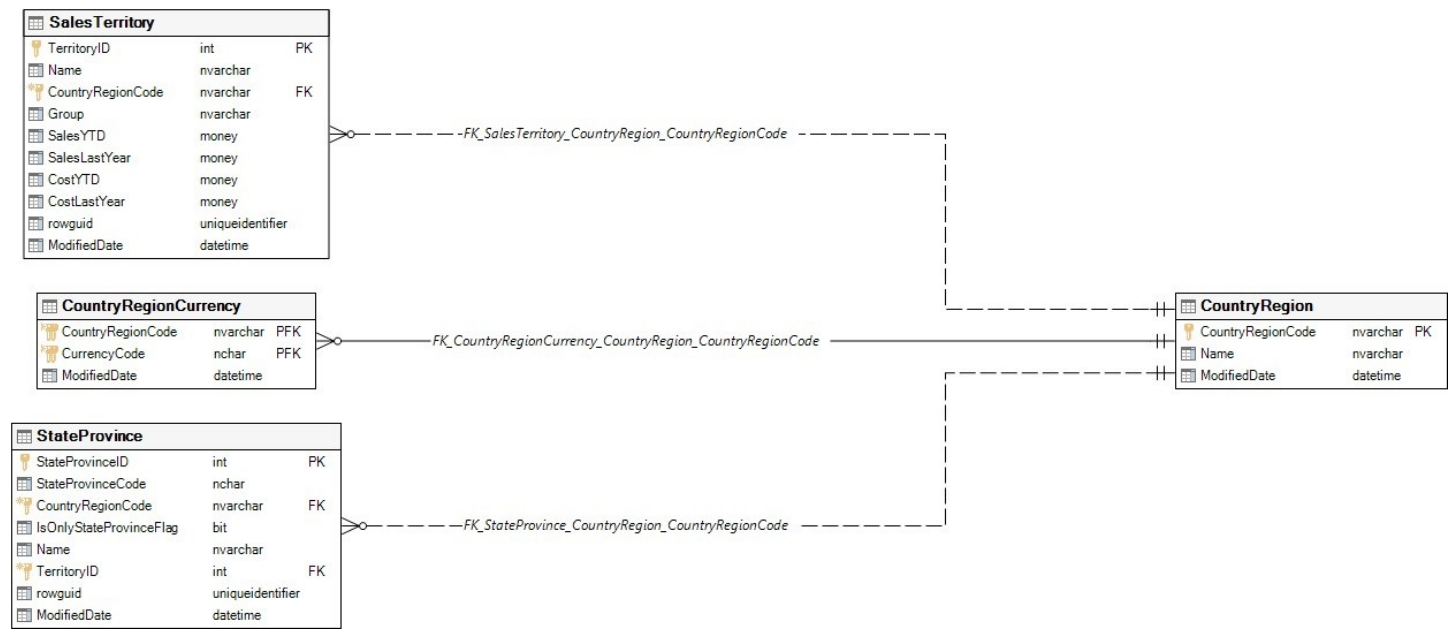 SalesTerritory
TerritoryID int PK
Name nvarchar
CountryRegionCode nvarchar FK
Group nvarchar
SalesYTD money
SalesLastYear money
CostYTD money
CostLastYear money
rowguid uniqueidentifier
ModifiedDate datetime
FK_SalesTerritory_CountryRegion_CountryRegionCode
CountryRegionCurrency
CountryRegionCode nvarchar PFK
CurrencyCode nchar PFK
ModifiedDate datetime
FK_CountryRegionCurrency_CountryRegion_CountryRegionCode
CountryRegion
CountryRegionCode nvarchar PK
Name nvarchar
ModifiedDate datetime
StateProvince
StateProvinceID int PK
StateProvinceCode nchar
CountryRegionCode nvarchar FK
IsOnlyStateProvinceFlag bit
Name nvarchar
TerritoryID int FK
rowguid uniqueidentifier
ModifiedDate datetime
FK_StateProvince_CountryRegion_CountryRegionCode